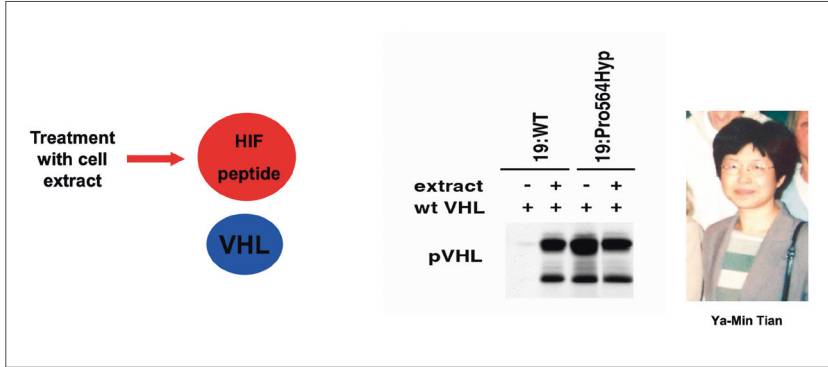 Treatment
with cell
extract
HIF
peptide
VHL
19:WT
19:Pro564Hyp
extract - + - +
wt VHL + + + +
pVHL
Ya-Min Tian